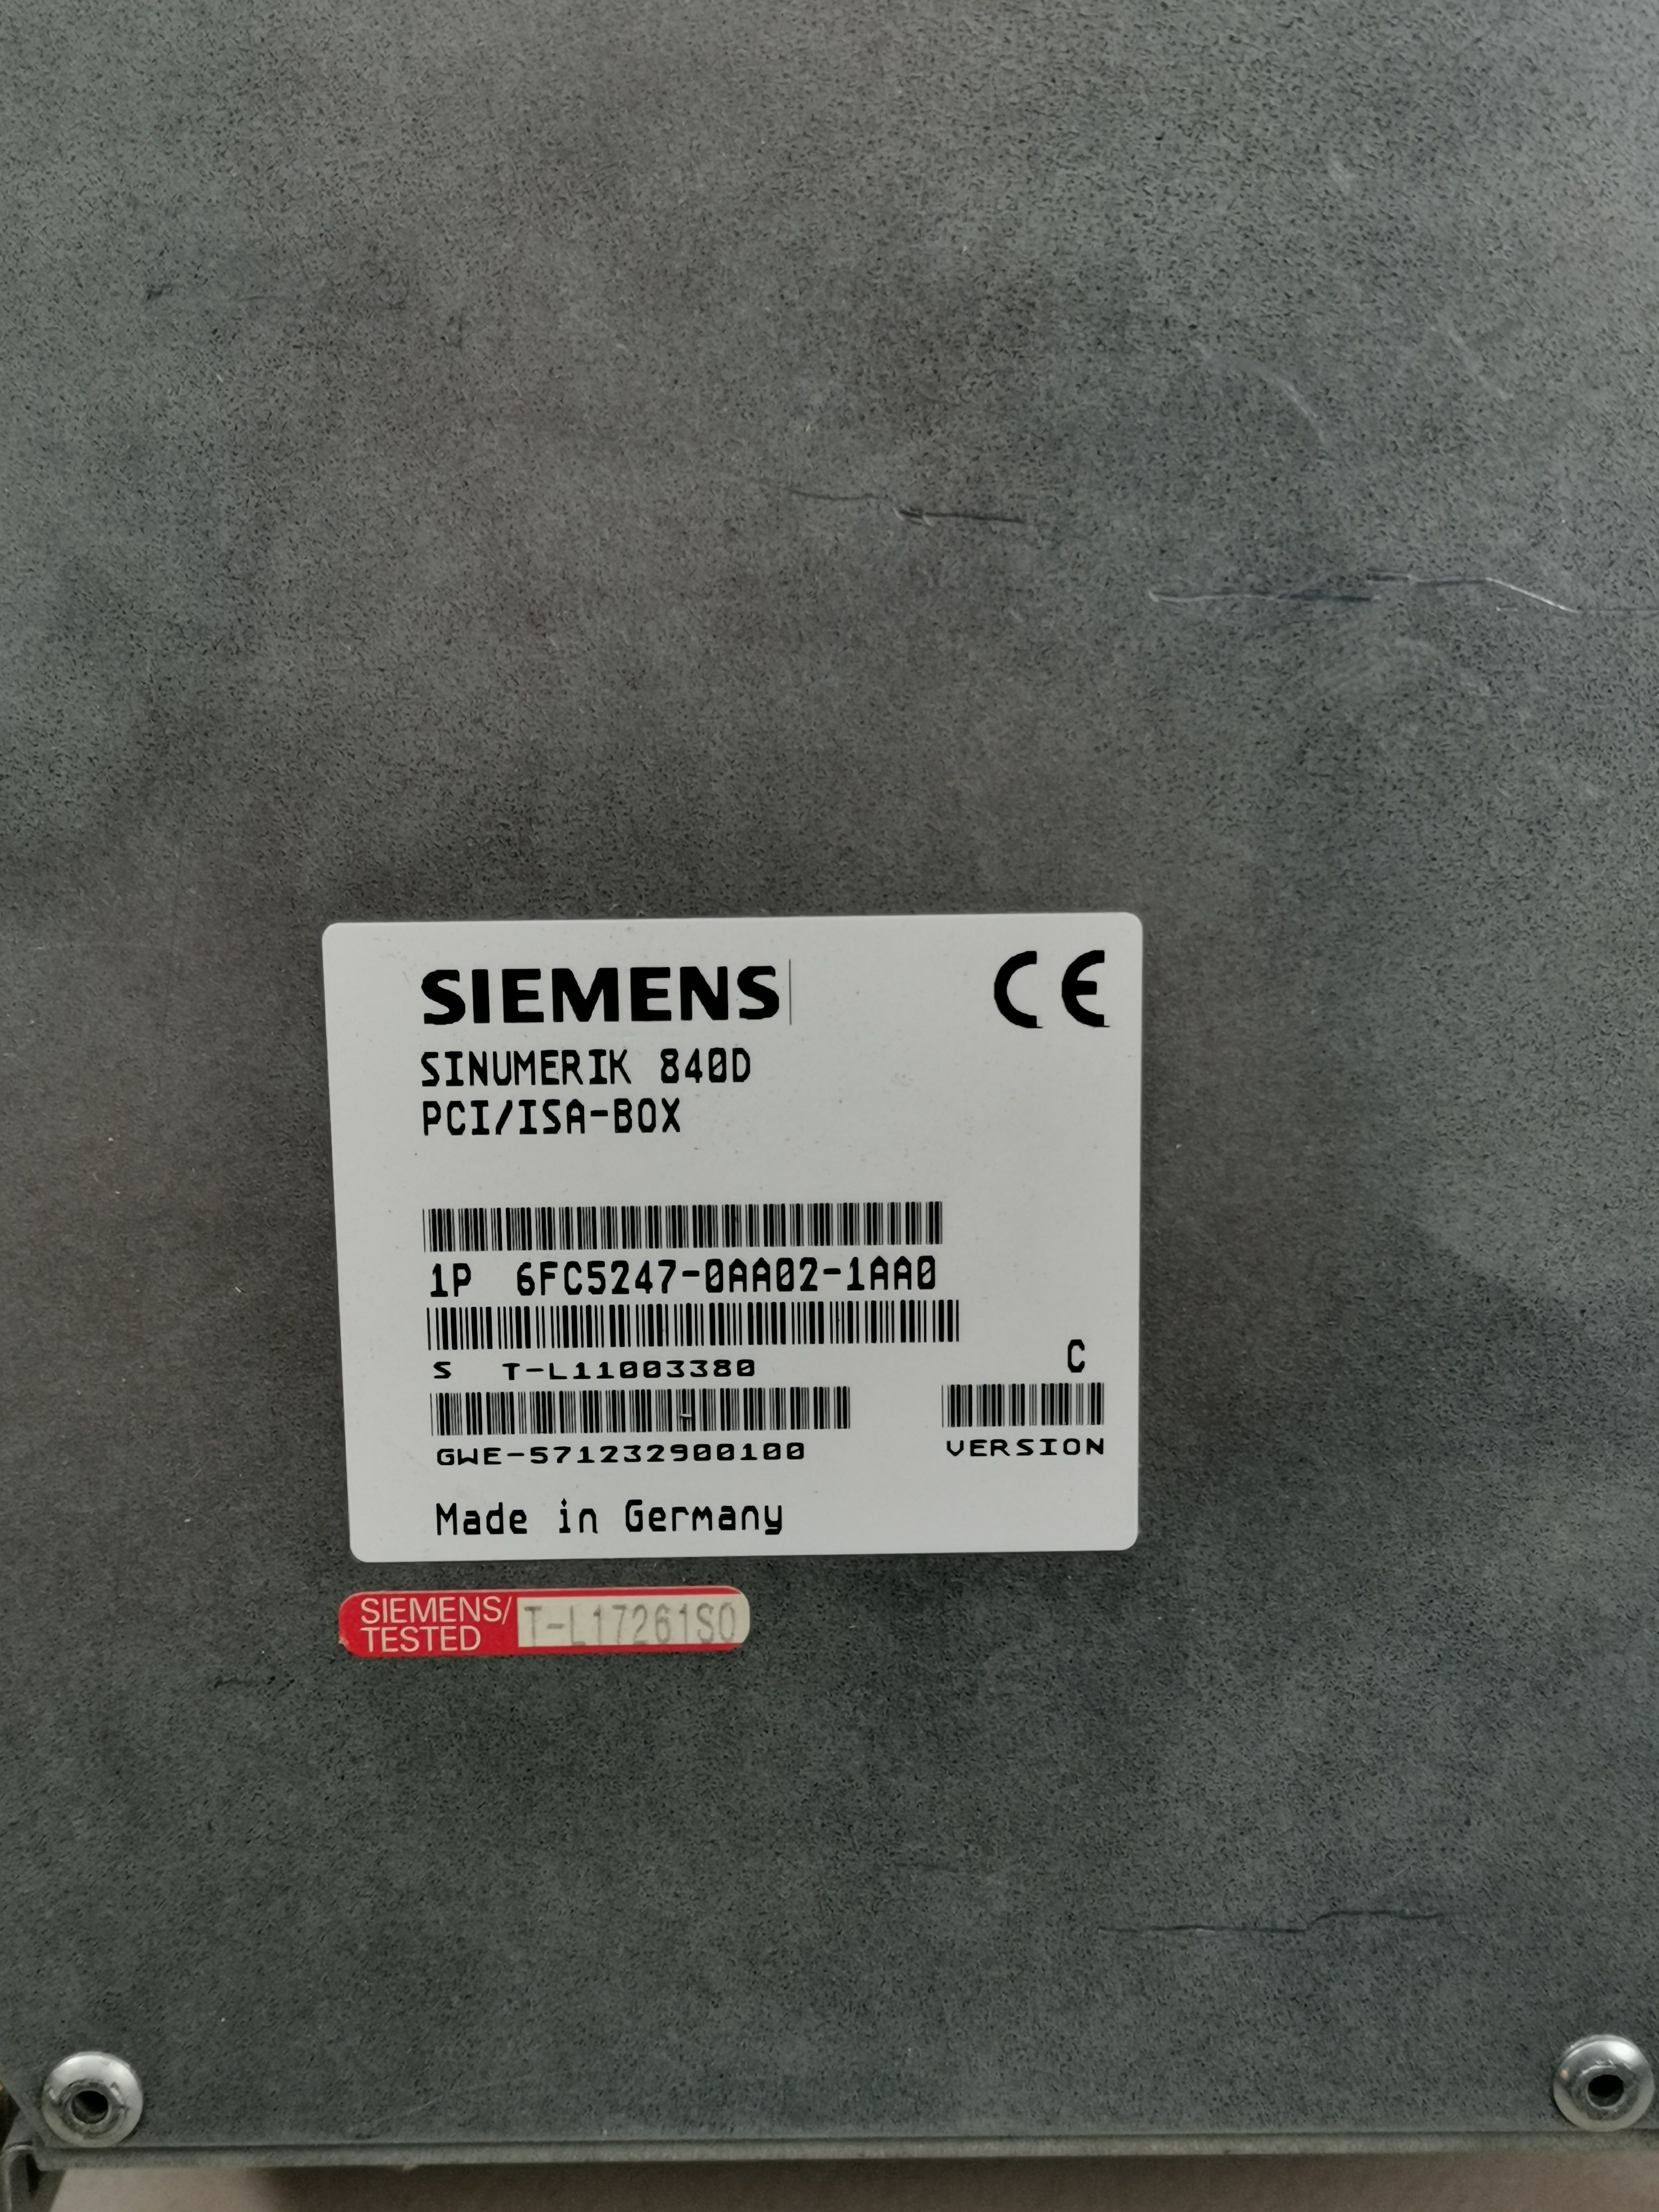 SIEMENS
CE
SINUMERIK 840D
PCI/ISA-BOX
1P 6FC5247-0AA02-1AA0
S T-L11003380
C
GWE-571232900100
VERSION
Made in Germany
SIEMENS/
TESTED
T-L17261SO